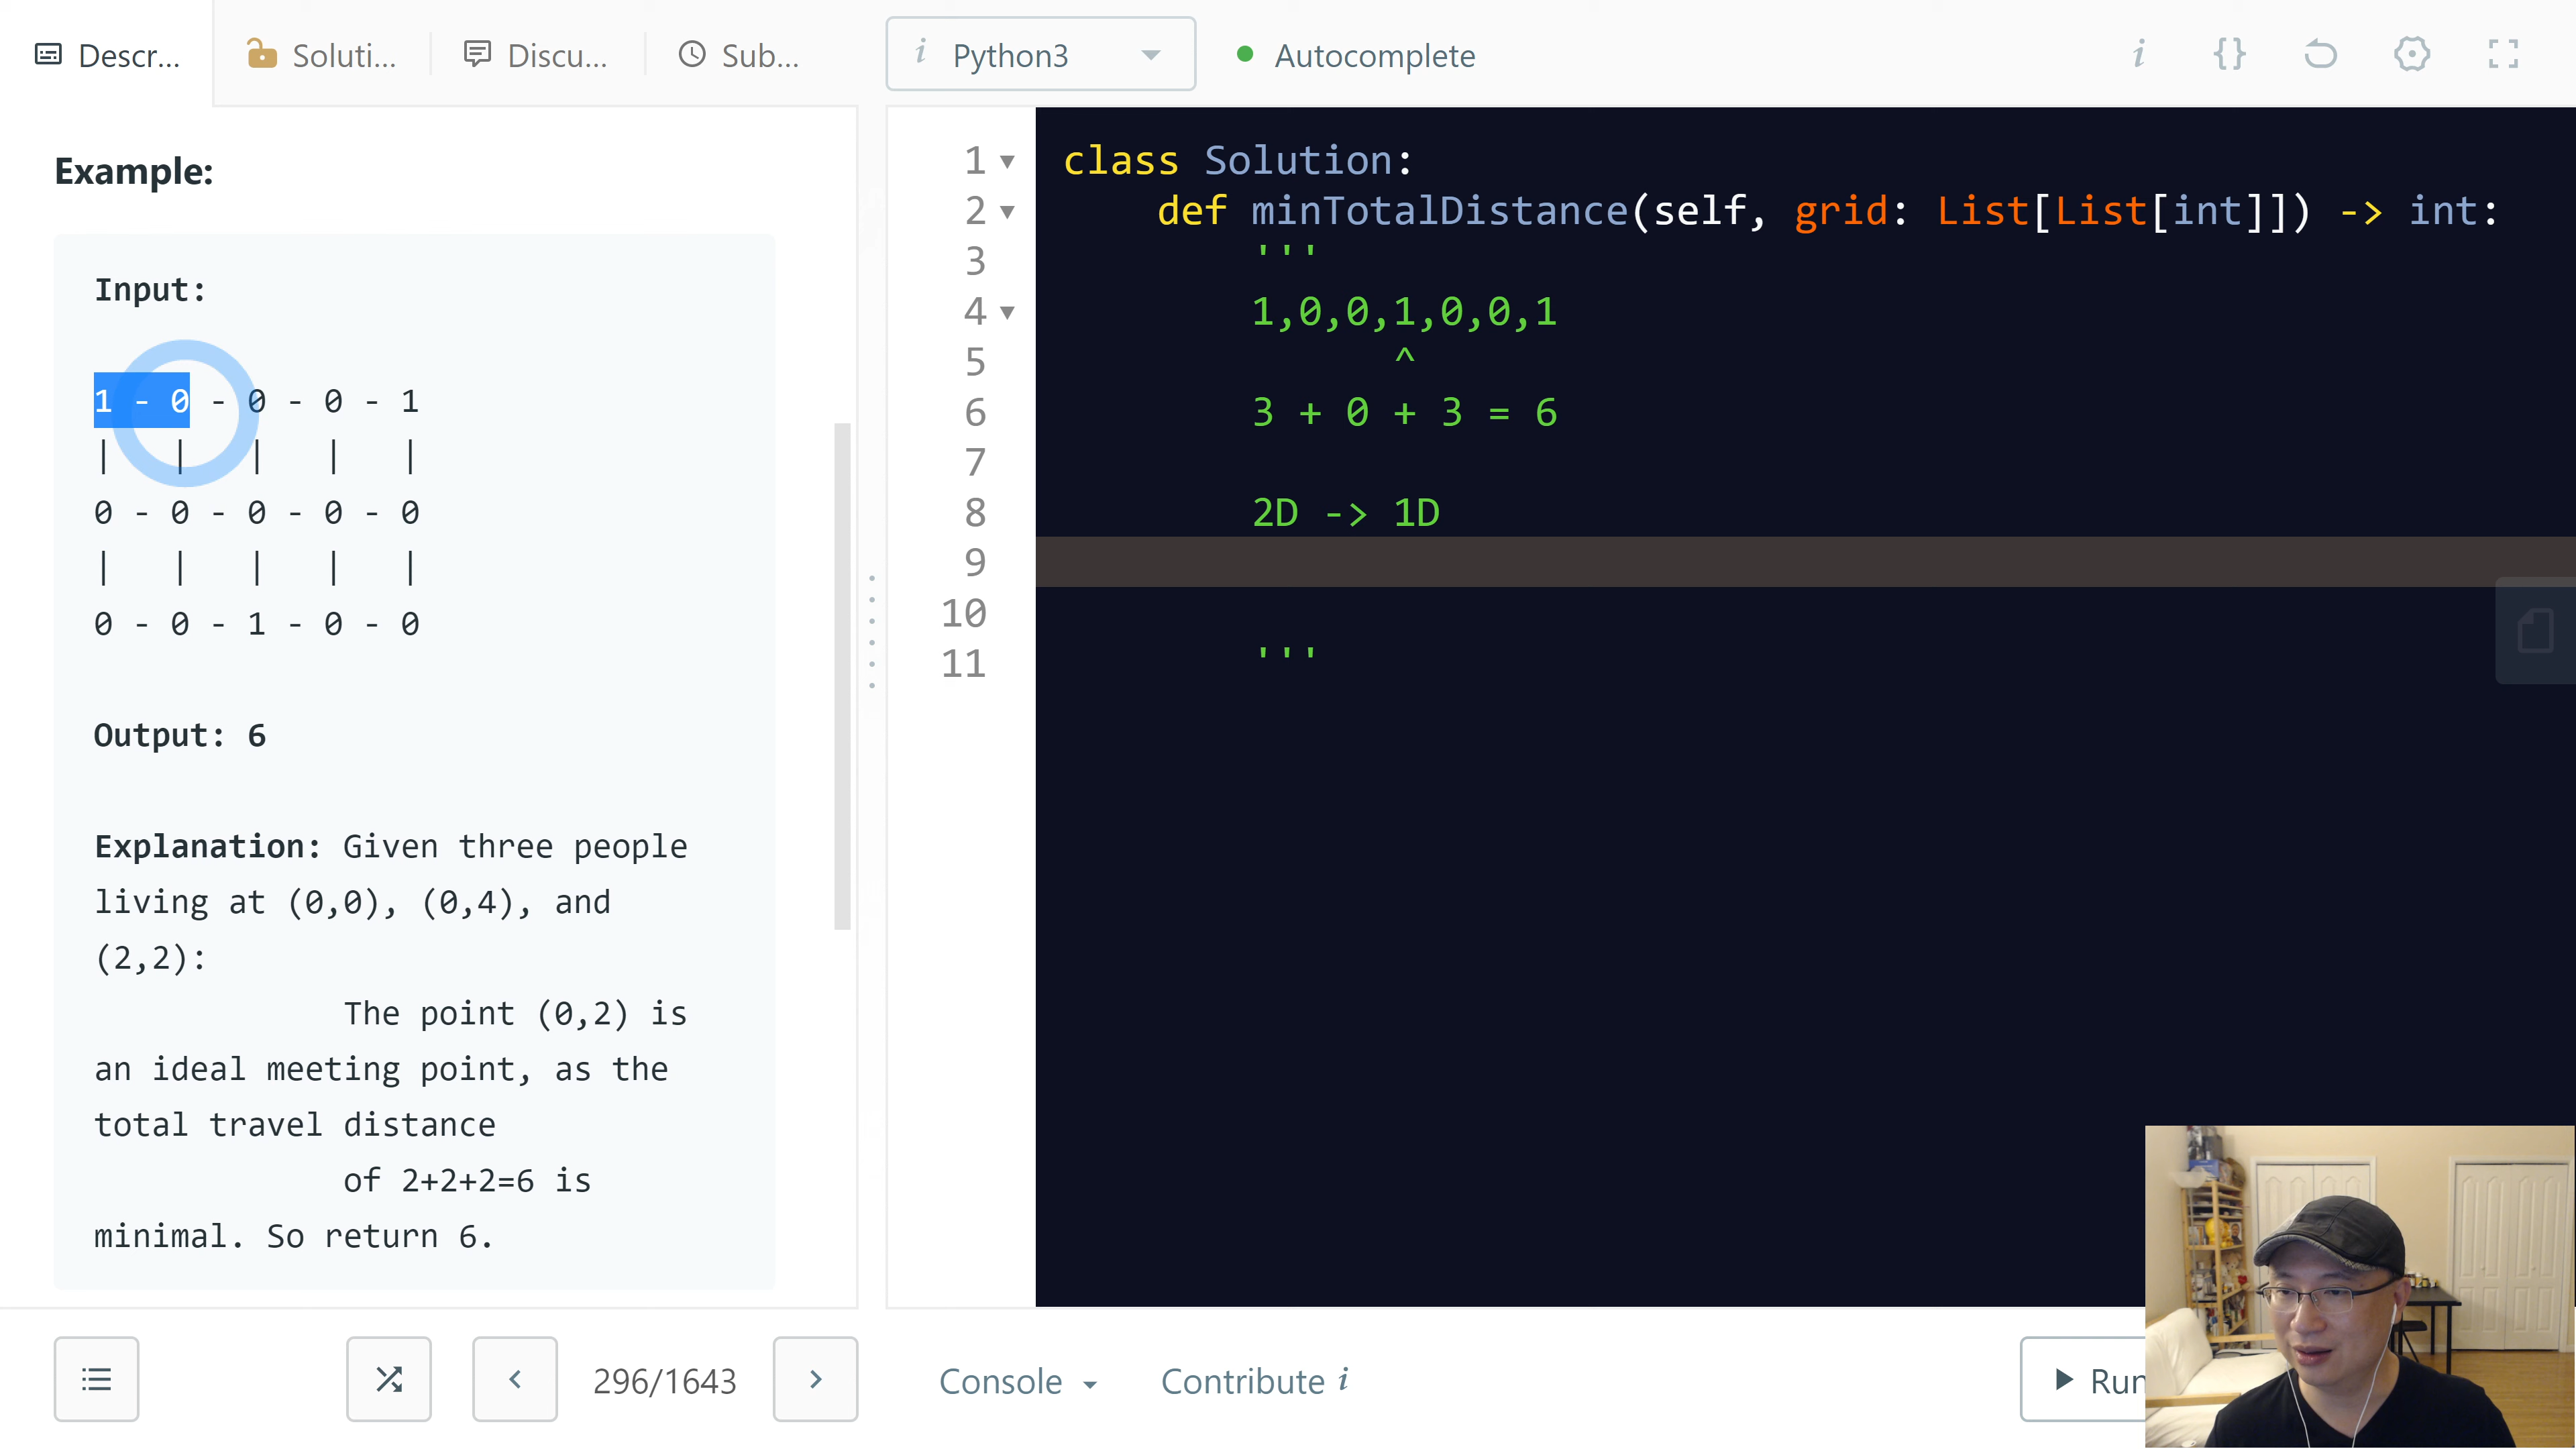 Descr...
Soluti...
Discu...
Sub...
i Python3
Autocomplete
i {}
Example:
Input:
1 - 0 - 0 - 0 - 1
|   |   |   |   |
0 - 0 - 0 - 0 - 0
|   |   |   |   |
0 - 0 - 1 - 0 - 0
Output: 6
Explanation: Given three people
living at (0,0), (0,4), and
(2,2):
The point (0,2) is
an ideal meeting point, as the
total travel distance
of 2+2+2=6 is
minimal. So return 6.
1 class Solution:
2 def minTotalDistance(self, grid: List[List[int]]) -> int:
3 '''
4 1,0,0,1,0,0,1
5 ^
6 3 + 0 + 3 = 6
7
8 2D -> 1D
9
10
11 '''
< 296/1643 >
Console
Contribute i
Run